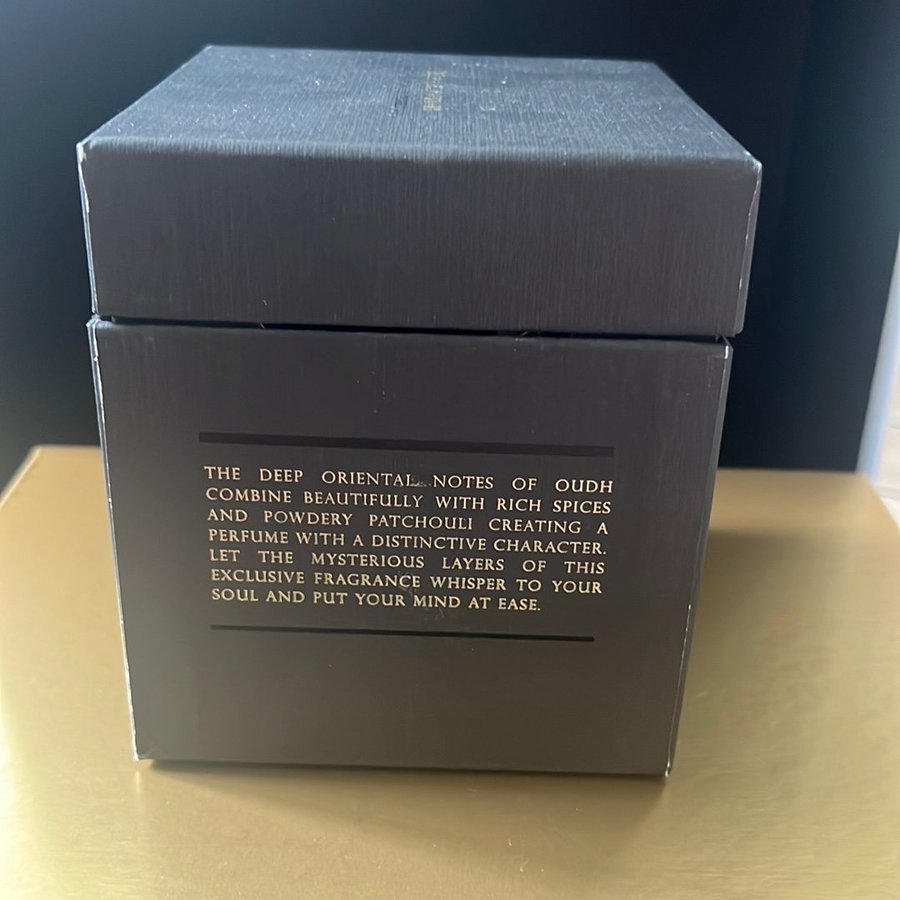 THE DEEP ORIENTAL NOTES OF OUDH
COMBINE BEAUTIFULLY WITH RICH SPICES
AND POWDERY PATCHOULI CREATING A
PERFUME WITH A DISTINCTIVE CHARACTER.
LET THE MYSTERIOUS LAYERS OF THIS
EXCLUSIVE FRAGRANCE WHISPER TO YOUR
SOUL AND PUT YOUR MIND AT EASE.